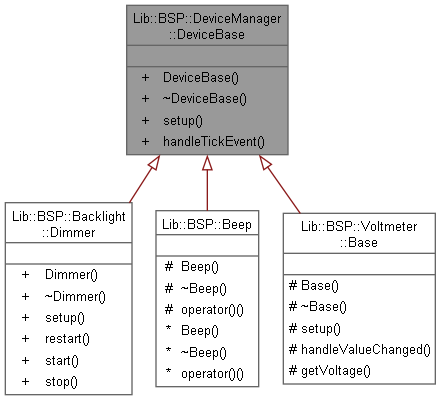 Lib::BSP::DeviceManager
::DeviceBase
+ DeviceBase()
+ ~DeviceBase()
+ setup()
+ handleTickEvent()
Lib::BSP::Backlight
::Dimmer
+ Dimmer()
+ ~Dimmer()
+ setup()
+ restart()
+ start()
+ stop()
Lib::BSP::Beep
# Beep()
# ~Beep()
# operator()()
* Beep()
* ~Beep()
* operator()()
Lib::BSP::Voltmeter
::Base
# Base()
# ~Base()
# setup()
# handleValueChanged()
# getVoltage()